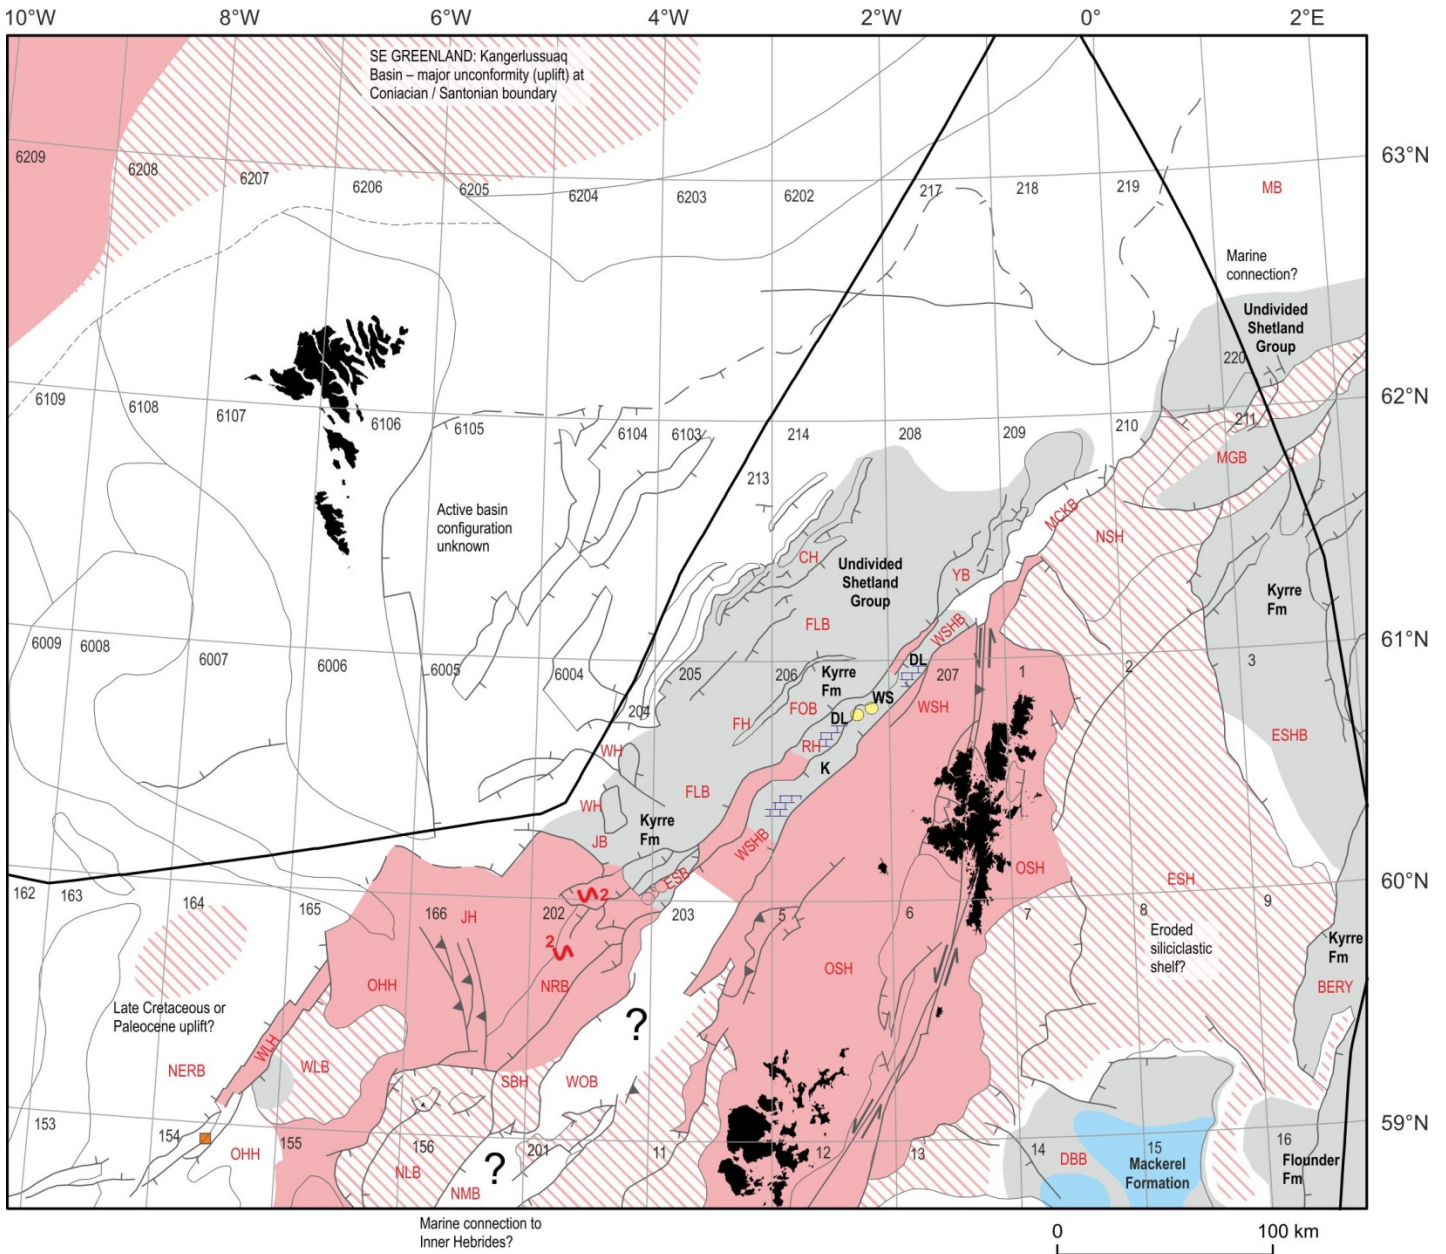 10°W 8°W 6°W 4°W 2°W 0° 2°E
SE GREENLAND: Kangerlussuaq
Basin – major unconformity (uplift) at
Coniacian / Santonian boundary
63°N
6209 6208 6207 6206 6205 6204 6203 6202 217 218 219 MB
Marine
connection?
Undivided
Shetland
Group
220
62°N
6109 6108 6107 6106 6105 6104 6103 214 208 209 210 211
MGB
213
Active basin
configuration
unknown
MCKB
NSH
CH
Undivided
Shetland
Group
YB
Kyrre
Fm
FLB
WSHB
61°N
6009 6008 6007 6006 6005 6004 205 206 207 1 2 3
DL
Kyrre
Fm
WS
204
FH
FOB
DL
WSH
ESHB
WH
RH
K
WH
FLB
Kyrre
Fm
JB
WSHB
60°N
162 163 164 165 166 JH 202 2 ESB 203 5 6 OSH 7 8 ESH 9
2
Eroded
siliciclastic
shelf?
Kyrre
Fm
OHH
NRB
OSH
BERY
Late Cretaceous or
Paleocene uplift?
?
WLH
NERB
WLB
SBH
WOB
59°N
153 154 OHH 155 156 201 11 12 13 14 DBB 15 16
Mackerel
Formation
Flounder
Fm
NLB
?
NMB
Marine connection to
Inner Hebrides?
0 100 km